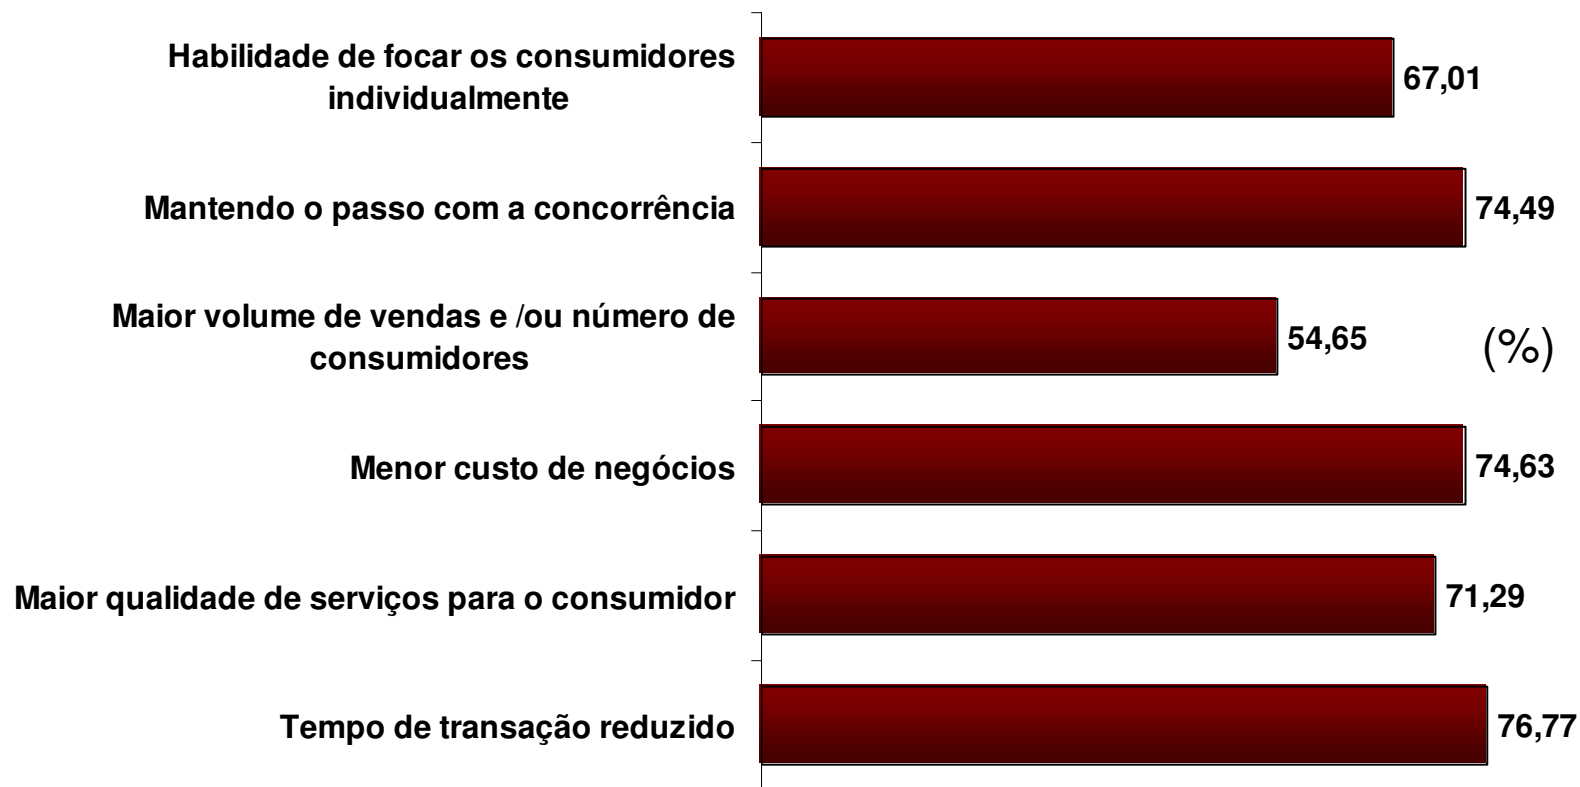 Habilidade de focar os consumidores
individualmente
67,01
Mantendo o passo com a concorrência
74,49
Maior volume de vendas e /ou número de
consumidores
54,65
(%)
Menor custo de negócios
74,63
Maior qualidade de serviços para o consumidor
71,29
Tempo de transação reduzido
76,77